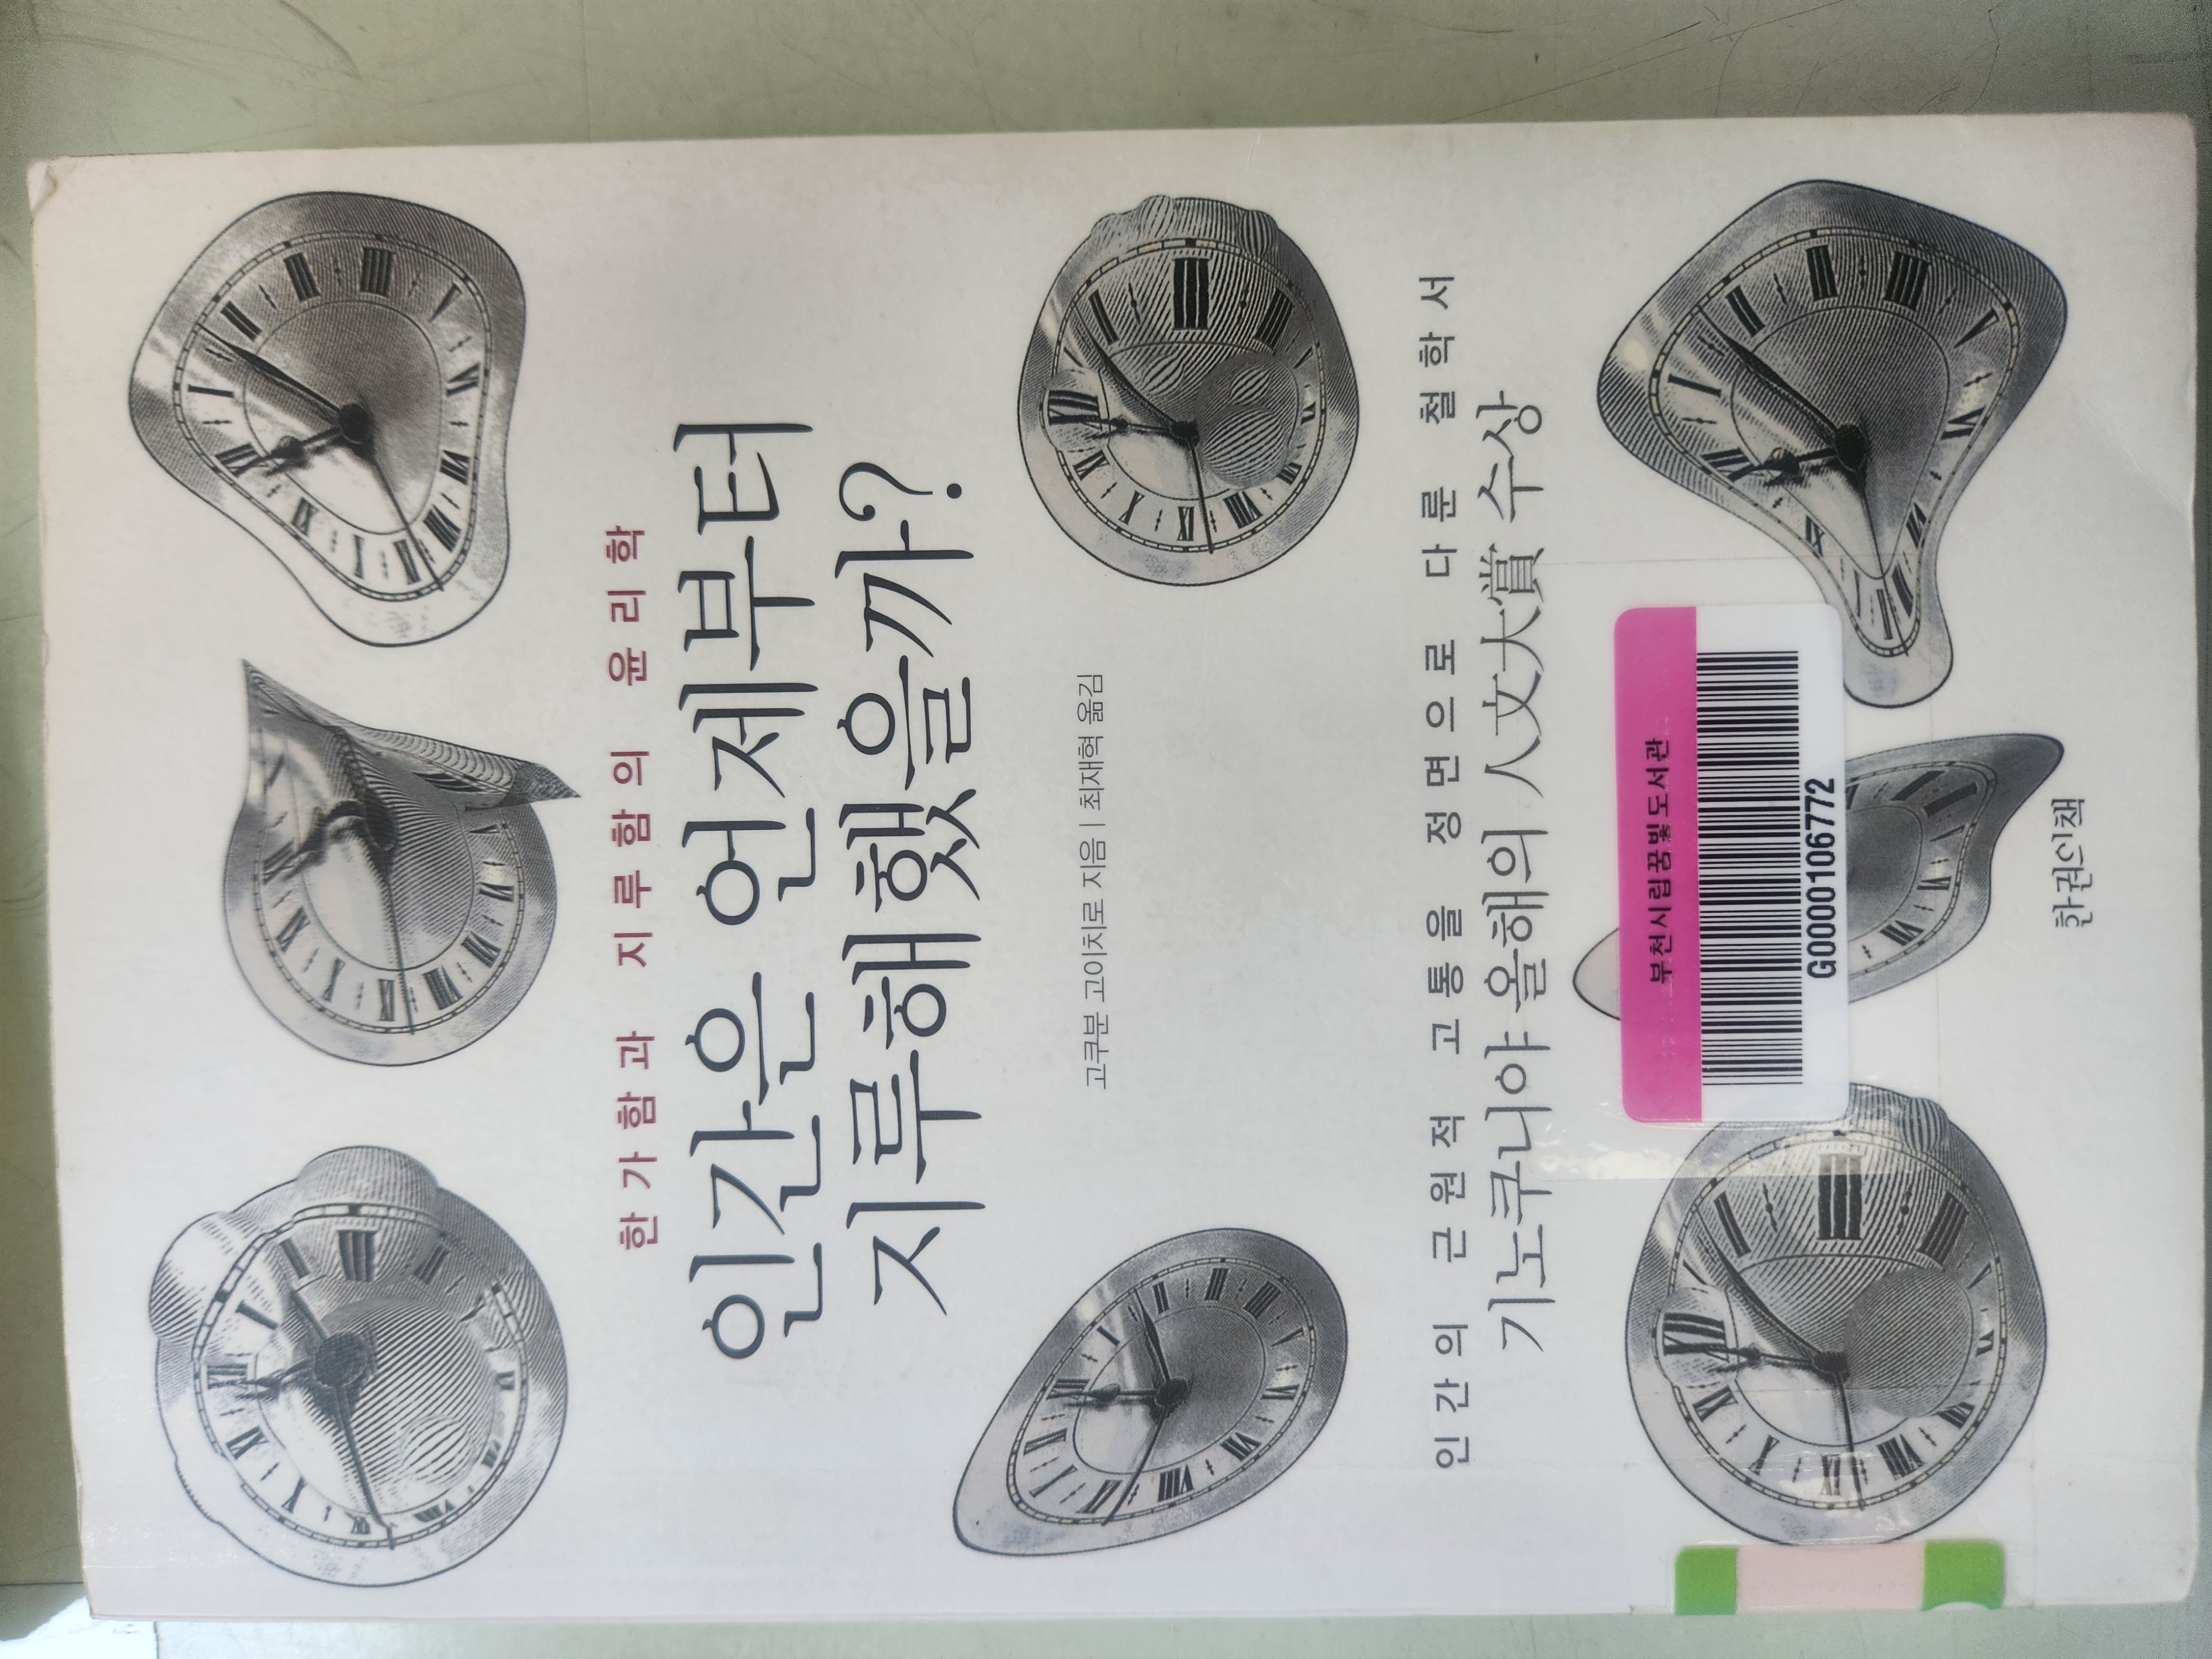 한가함과 지루함의 윤리학
인간은 언제부터
지루해했을까?
고쿠분 고이치로 지음 | 최재혁 옮김
인간의 근원적 고통을 정면으로 다룬 철학서
기노쿠니야 올해의 人文大賞 수상
부천시립꿈빛도서관
G0000106772
한권의책